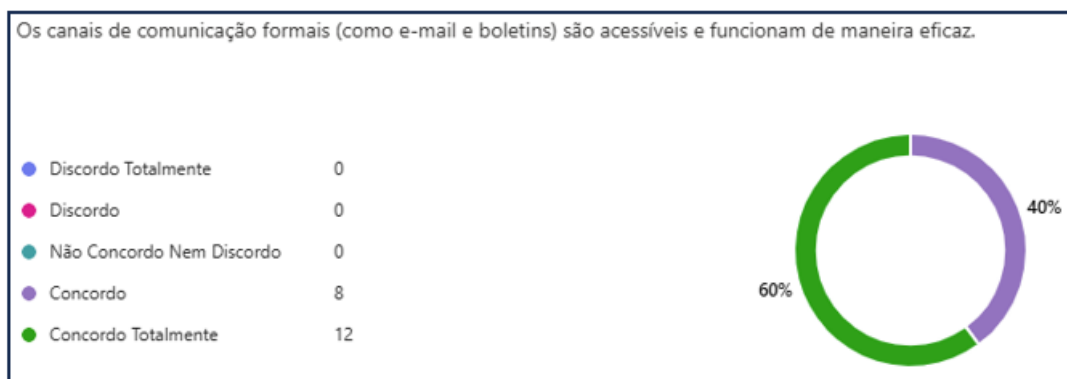 Os canais de comunicação formais (como e-mail e boletins) são acessíveis e funcionam de maneira eficaz.
Discordo Totalmente 0
Discordo 0
Não Concordo Nem Discordo 0
Concordo 8
Concordo Totalmente 12
40%
60%